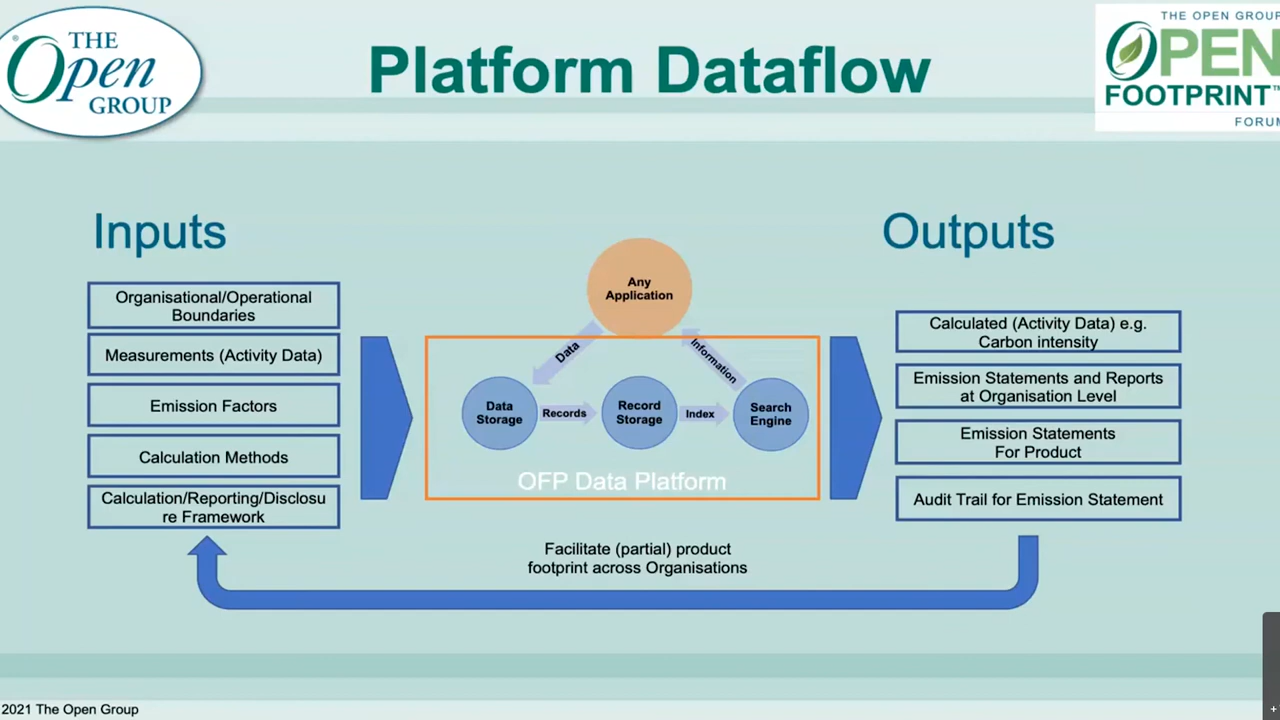 THE
Open
GROUP
®
Platform Dataflow
THE OPEN GROUP
OPEN
FOOTPRINT™
FORUM
Inputs
Organisational/Operational
Boundaries
Measurements (Activity Data)
Emission Factors
Calculation Methods
Calculation/Reporting/Disclosu
re Framework
Any
Application
Data
Information
Data
Storage
Records
Record
Storage
Index
Search
Engine
OFP Data Platform
Outputs
Calculated (Activity Data) e.g.
Carbon intensity
Emission Statements and Reports
at Organisation Level
Emission Statements
For Product
Audit Trail for Emission Statement
Facilitate (partial) product
footprint across Organisations
2021 The Open Group
+